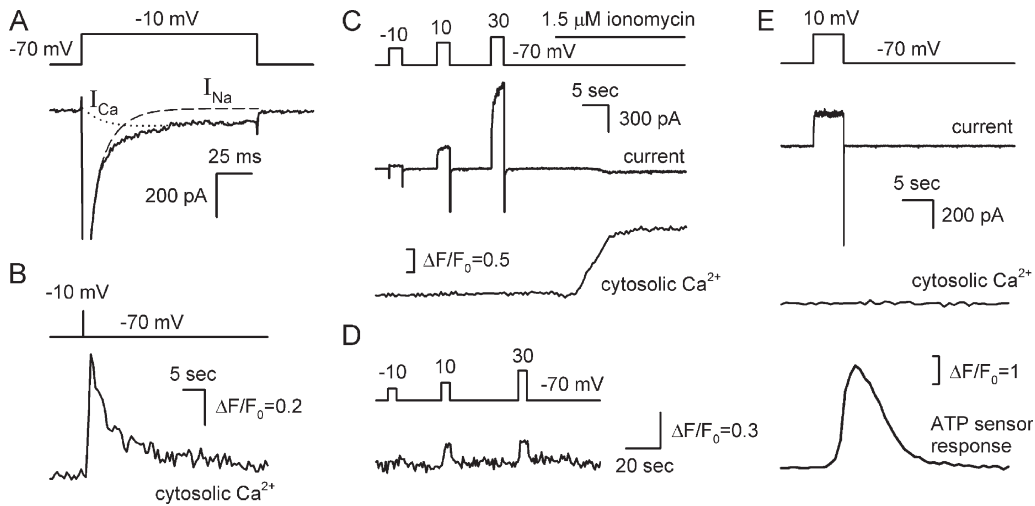 A
-10 mV
-70 mV
I_Ca
I_Na
25 ms
200 pA
B
-10 mV
-70 mV
5 sec
ΔF/F₀=0.2
cytosolic Ca²⁺
C
1.5 μM ionomycin
-10 10 30
-70 mV
5 sec
300 pA
current
ΔF/F₀=0.5
cytosolic Ca²⁺
D
-10 10 30
-70 mV
ΔF/F₀=0.3
20 sec
E
10 mV
-70 mV
current
5 sec
200 pA
cytosolic Ca²⁺
ΔF/F₀=1
ATP sensor
response